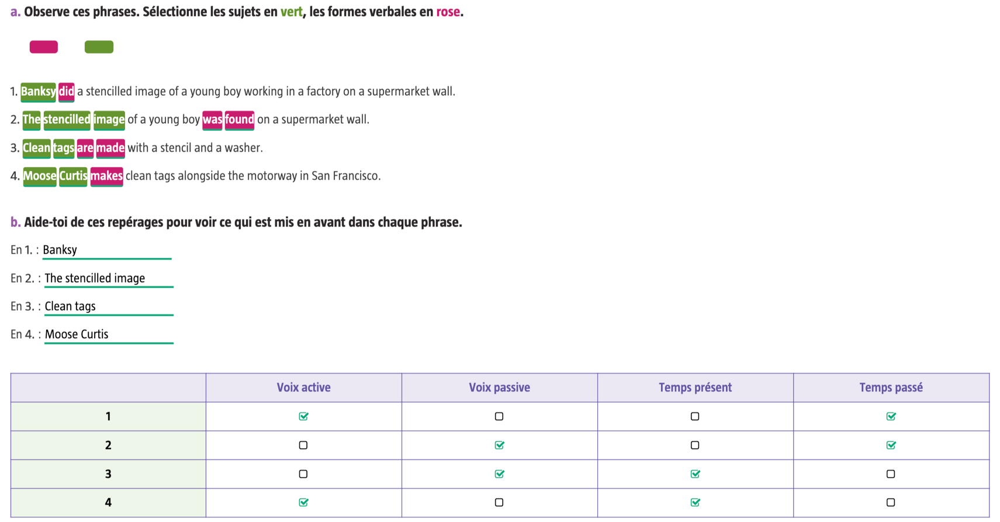 a. Observe ces phrases. Sélectionne les sujets en vert, les formes verbales en rose.
1. Banksy did a stencilled image of a young boy working in a factory on a supermarket wall.
2. The stencilled image of a young boy was found on a supermarket wall.
3. Clean tags are made with a stencil and a washer.
4. Moose Curtis makes clean tags alongside the motorway in San Francisco.
b. Aide-toi de ces repérages pour voir ce qui est mis en avant dans chaque phrase.
En 1. : Banksy
En 2. : The stencilled image
En 3. : Clean tags
En 4. : Moose Curtis
Voix active Voix passive Temps présent Temps passé
1
2
3
4